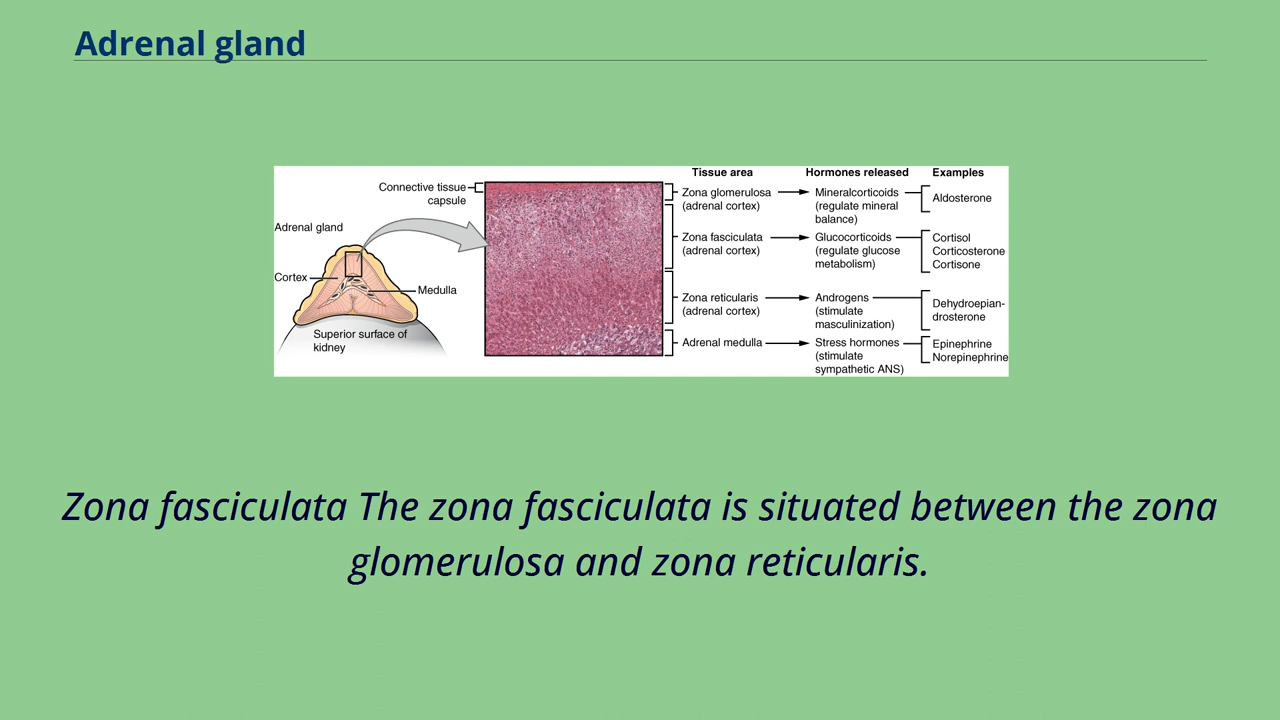 Adrenal gland
Connective tissue
capsule
Adrenal gland
Cortex
Medulla
Superior surface of
kidney
Tissue area
Hormones released
Examples
Zona glomerulosa
(adrenal cortex)
Mineralcorticoids
(regulate mineral
balance)
Aldosterone
Zona fasciculata
(adrenal cortex)
Glucocorticoids
(regulate glucose
metabolism)
Cortisol
Corticosterone
Cortisone
Zona reticularis
(adrenal cortex)
Androgens
(stimulate
masculinization)
Dehydroepian-
drosterone
Adrenal medulla
Stress hormones
(stimulate
sympathetic ANS)
Epinephrine
Norepinephrine
Zona fasciculata The zona fasciculata is situated between the zona
glomerulosa and zona reticularis.